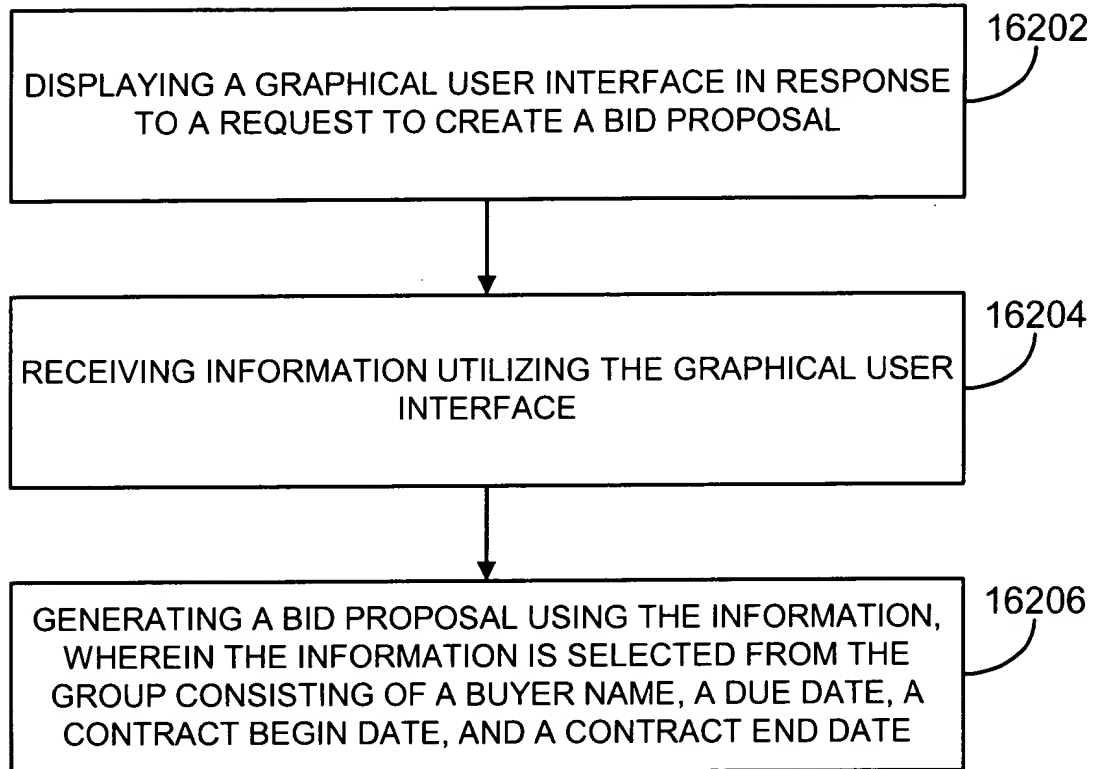 16202
DISPLAYING A GRAPHICAL USER INTERFACE IN RESPONSE
TO A REQUEST TO CREATE A BID PROPOSAL
16204
RECEIVING INFORMATION UTILIZING THE GRAPHICAL USER
INTERFACE
16206
GENERATING A BID PROPOSAL USING THE INFORMATION,
WHEREIN THE INFORMATION IS SELECTED FROM THE
GROUP CONSISTING OF A BUYER NAME, A DUE DATE, A
CONTRACT BEGIN DATE, AND A CONTRACT END DATE